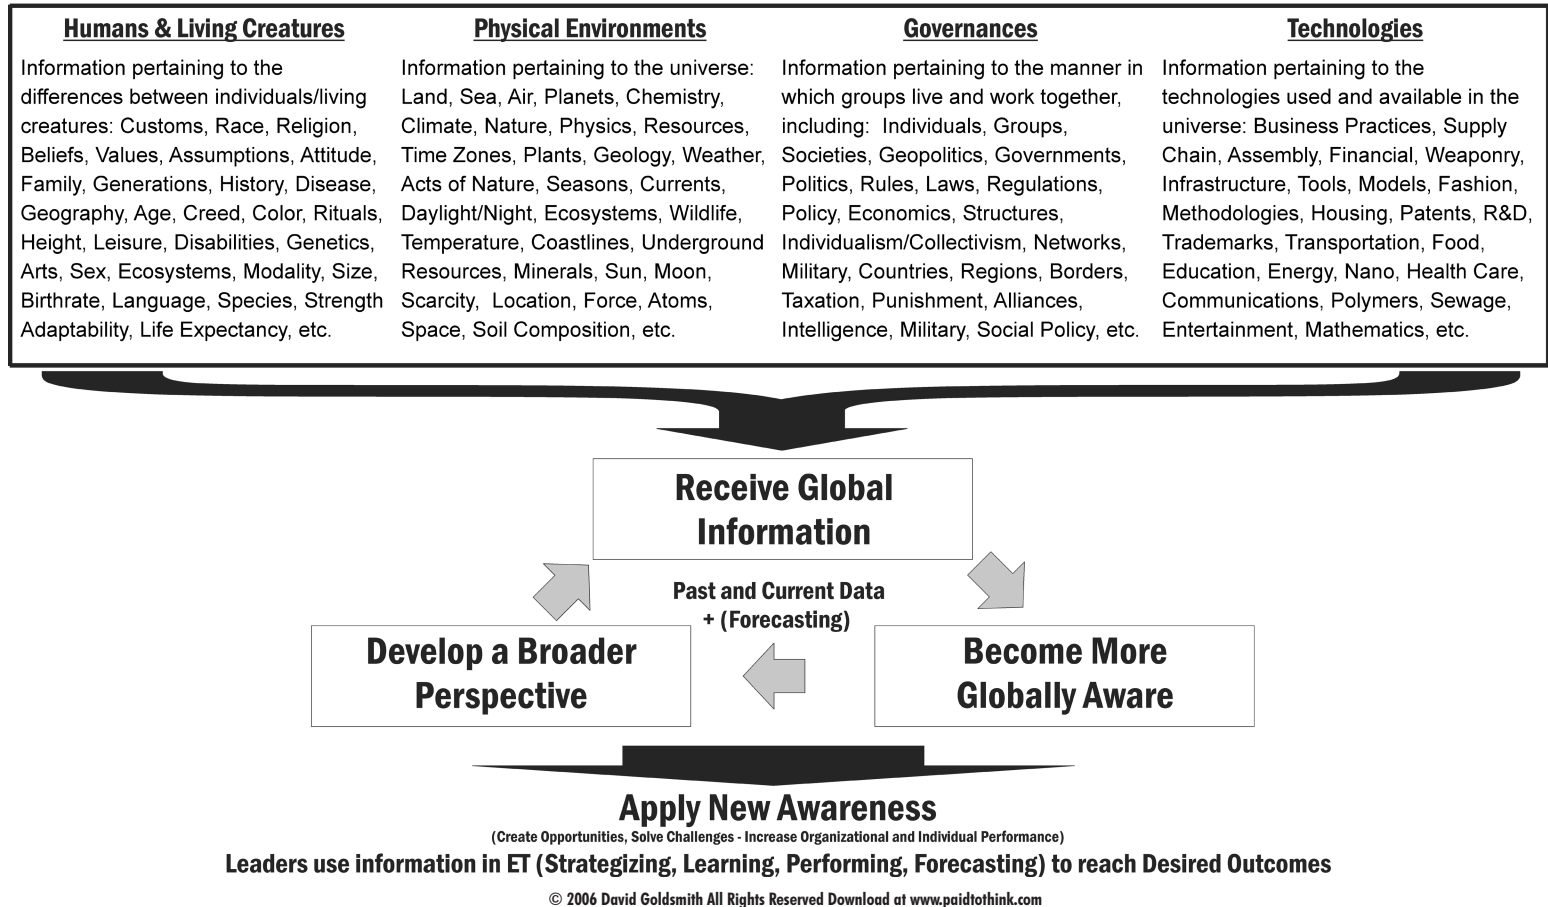 Humans & Living Creatures
Information pertaining to the
differences between individuals/living
creatures: Customs, Race, Religion,
Beliefs, Values, Assumptions, Attitude,
Family, Generations, History, Disease,
Geography, Age, Creed, Color, Rituals,
Height, Leisure, Disabilities, Genetics,
Arts, Sex, Ecosystems, Modality, Size,
Birthrate, Language, Species, Strength
Adaptability, Life Expectancy, etc.
Physical Environments
Information pertaining to the universe:
Land, Sea, Air, Planets, Chemistry,
Climate, Nature, Physics, Resources,
Time Zones, Plants, Geology, Weather,
Acts of Nature, Seasons, Currents,
Daylight/Night, Ecosystems, Wildlife,
Temperature, Coastlines, Underground
Resources, Minerals, Sun, Moon,
Scarcity, Location, Force, Atoms,
Space, Soil Composition, etc.
Governances
Information pertaining to the manner in
which groups live and work together,
including: Individuals, Groups,
Societies, Geopolitics, Governments,
Politics, Rules, Laws, Regulations,
Policy, Economics, Structures,
Individualism/Collectivism, Networks,
Military, Countries, Regions, Borders,
Taxation, Punishment, Alliances,
Intelligence, Military, Social Policy, etc.
Technologies
Information pertaining to the
technologies used and available in the
universe: Business Practices, Supply
Chain, Assembly, Financial, Weaponry,
Infrastructure, Tools, Models, Fashion,
Methodologies, Housing, Patents, R&D,
Trademarks, Transportation, Food,
Education, Energy, Nano, Health Care,
Communications, Polymers, Sewage,
Entertainment, Mathematics, etc.
Receive Global
Information
Past and Current Data
+ (Forecasting)
Develop a Broader
Perspective
Become More
Globally Aware
Apply New Awareness
(Create Opportunities, Solve Challenges - Increase Organizational and Individual Performance)
Leaders use information in ET (Strategizing, Learning, Performing, Forecasting) to reach Desired Outcomes
© 2006 David Goldsmith All Rights Reserved Download at www.paidtothink.com